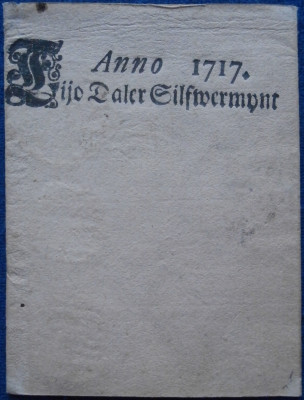 Anno 1717.
Tijo Daler Silfwermynt